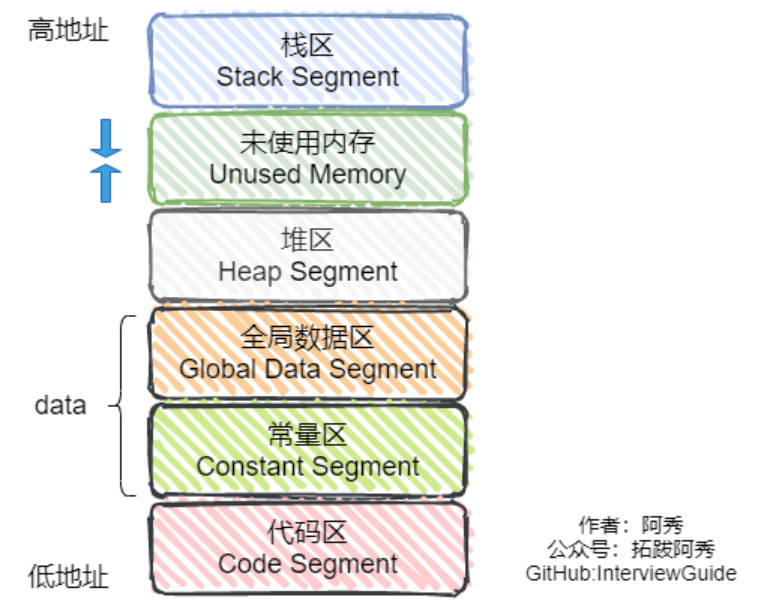 高地址
栈区
Stack Segment
未使用内存
Unused Memory
堆区
Heap Segment
全局数据区
Global Data Segment
data
常量区
Constant Segment
代码区
Code Segment
低地址
作者：阿秀
公众号：拓跋阿秀
GitHub:InterviewGuide